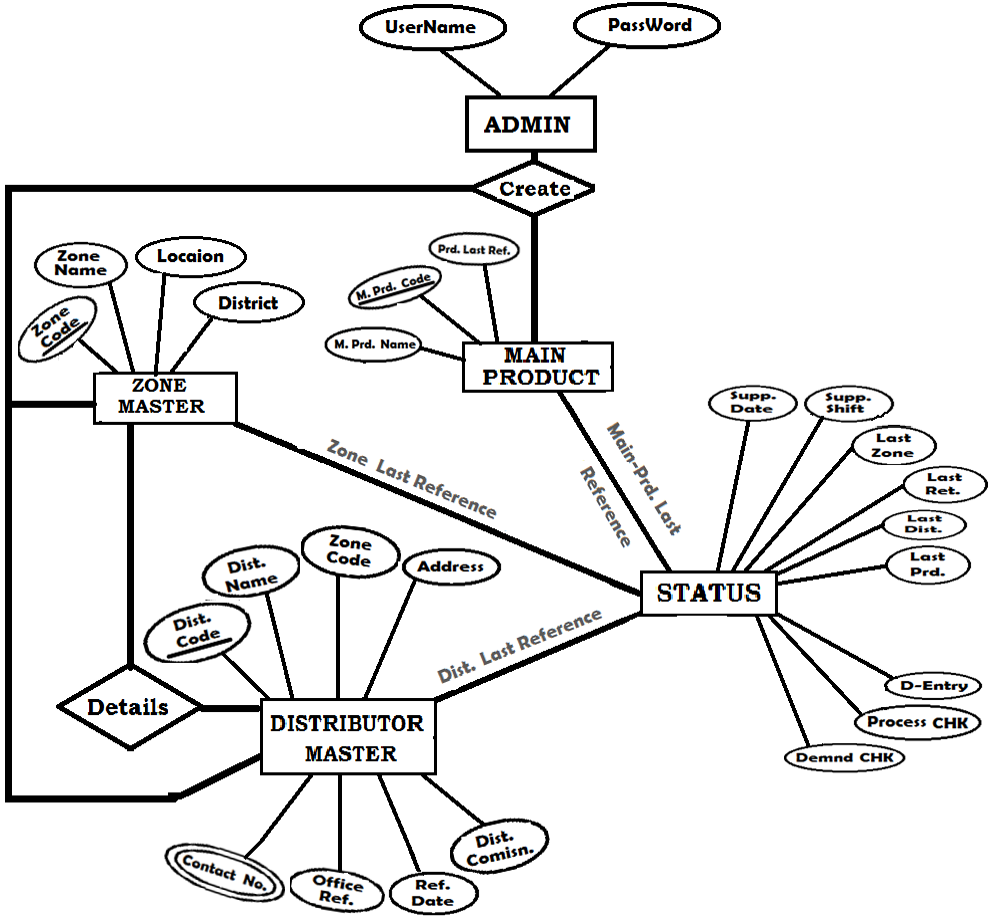 UserName
PassWord
ADMIN
Create
Zone
Name
Locaion
District
Zone
Code
Prd. Last Ref.
M. Prd. Code
M. Prd. Name
ZONE
MASTER
MAIN
PRODUCT
Supp.
Date
Supp.
Shift
Last
Zone
Last
Ret.
Last
Dist.
Last
Prd.
Zone Last Reference
Main-Prd. Last
Reference
Dist.
Name
Zone
Code
Address
Dist.
Code
STATUS
Dist. Last Reference
Details
DISTRIBUTOR
MASTER
D-Entry
Process CHK
Demnd CHK
Contact No.
Office
Ref.
Ref.
Date
Dist.
Comisn.